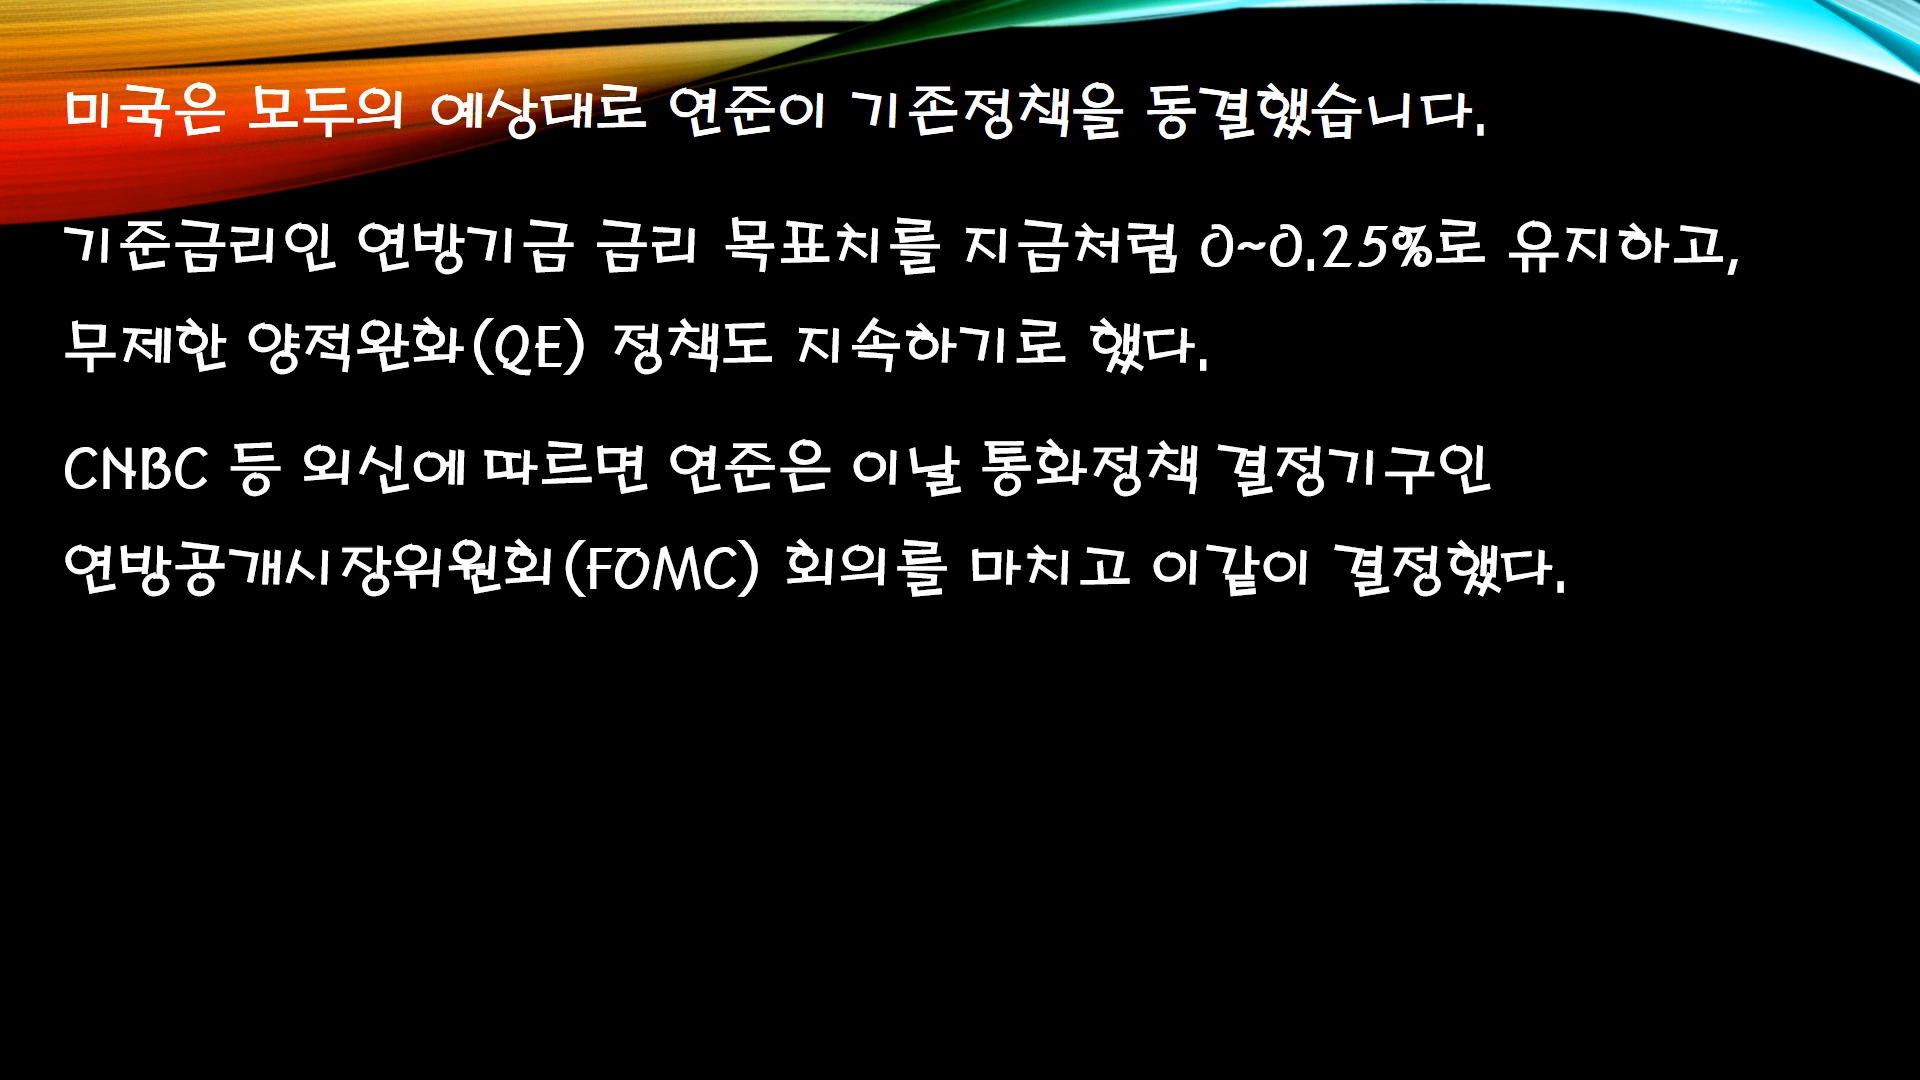 미국은 모두의 예상대로 연준이 기존정책을 동결했습니다.
기준금리인 연방기금 금리 목표치를 지금처럼 0~0.25%로 유지하고,
무제한 양적완화(QE) 정책도 지속하기로 했다.
CNBC 등 외신에 따르면 연준은 이날 통화정책 결정기구인
연방공개시장위원회(FOMC) 회의를 마치고 이같이 결정했다.